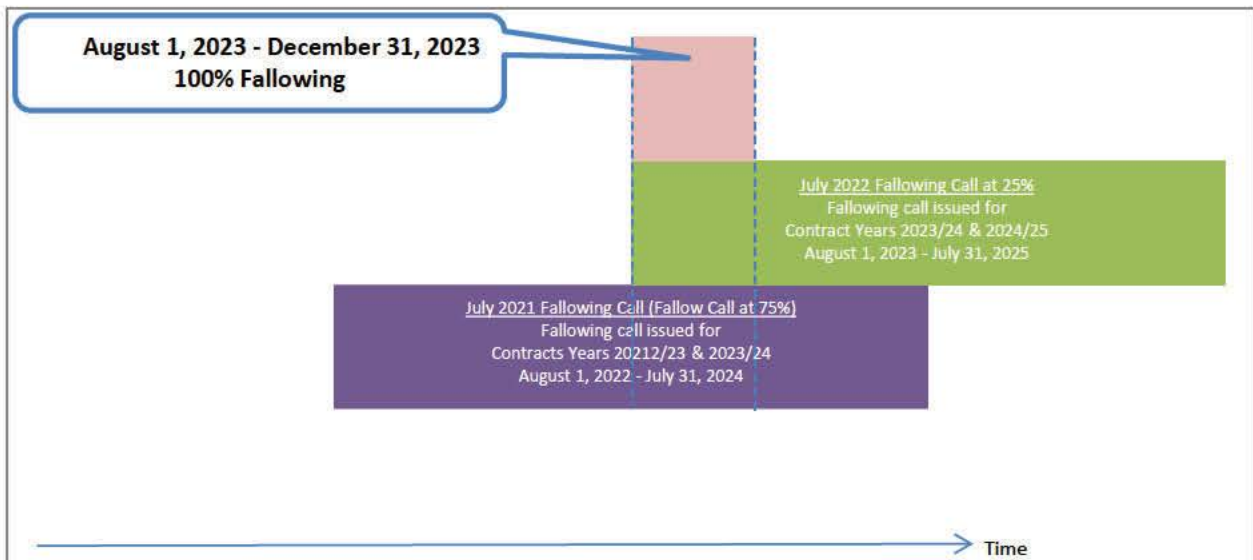 August 1, 2023 - December 31, 2023
100% Fallowing
July 2022 Fallowing Call at 25%
Fallowing call issued for
Contract Years 2023/24 & 2024/25
August 1, 2023 - July 31, 2025
July 2021 Fallowing Call (Fallow Call at 75%)
Fallowing call issued for
Contracts Years 20212/23 & 2023/24
August 1, 2022 - July 31, 2024
Time